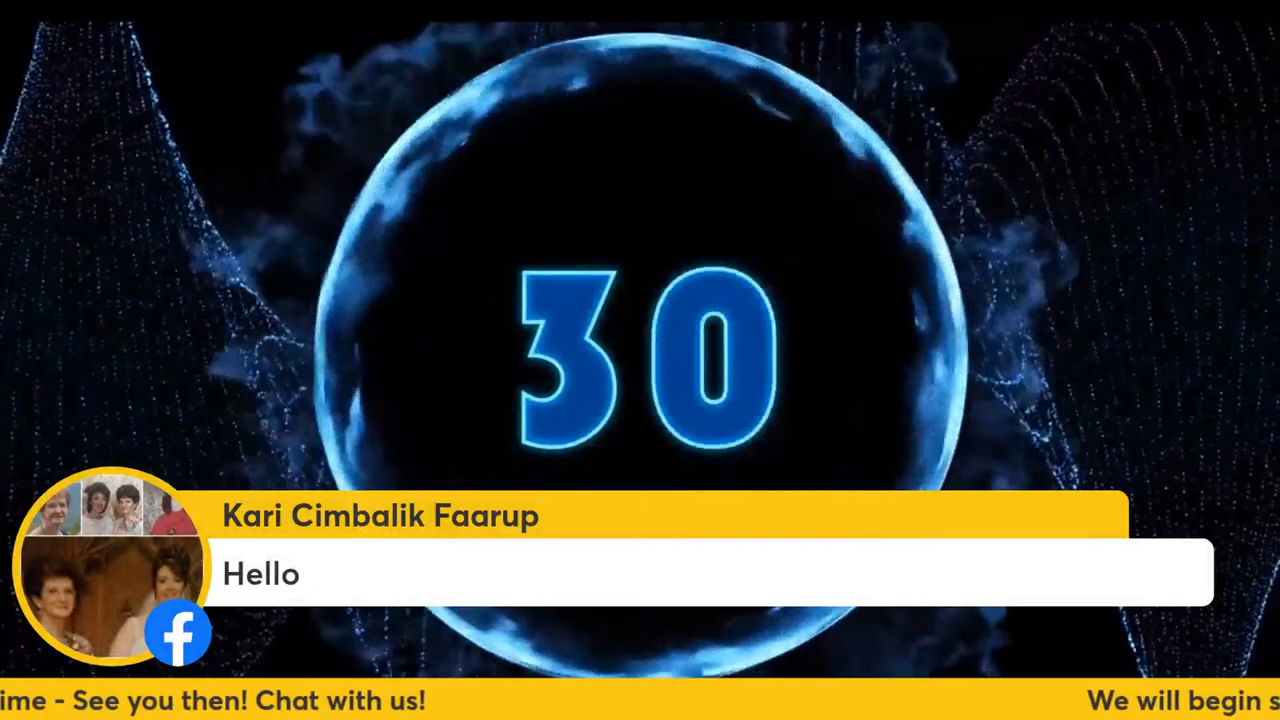 30
Kari Cimbalik Faarup
Hello
ime - See you then! Chat with us!
We will begin s